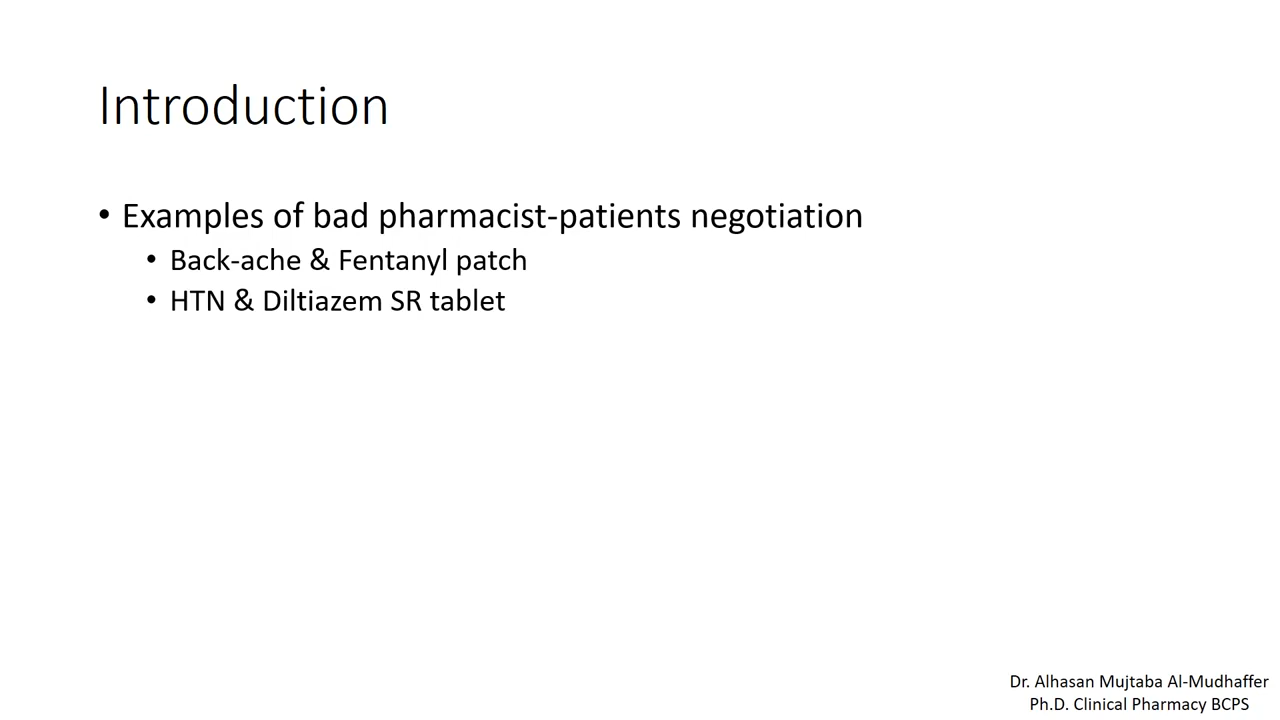 Introduction
• Examples of bad pharmacist-patients negotiation
• Back-ache & Fentanyl patch
• HTN & Diltiazem SR tablet
Dr. Alhasan Mujtaba Al-Mudhaffer
Ph.D. Clinical Pharmacy BCPS